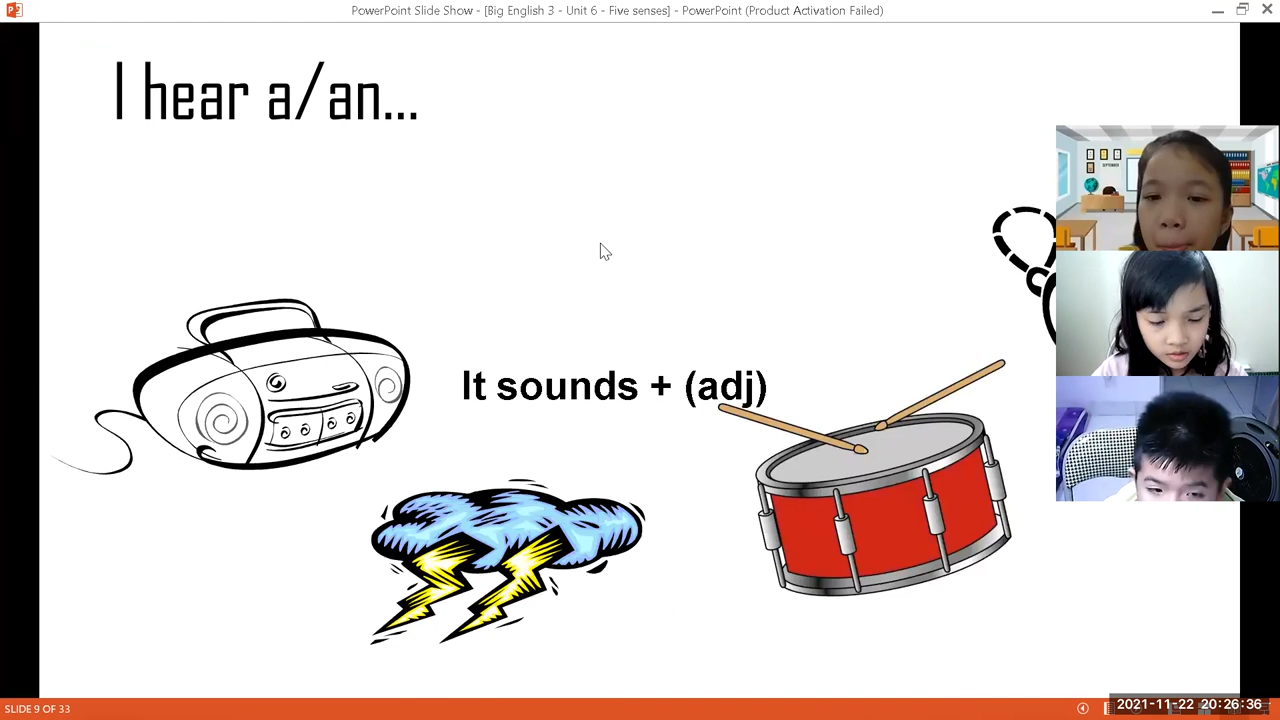 PowerPoint Slide Show - [Big English 3 - Unit 6 - Five senses] - PowerPoint (Product Activation Failed)
I hear a/an...
SEPTEMBER
It sounds + (adj)
SLIDE 9 OF 33
2021-11-22 20:26:36